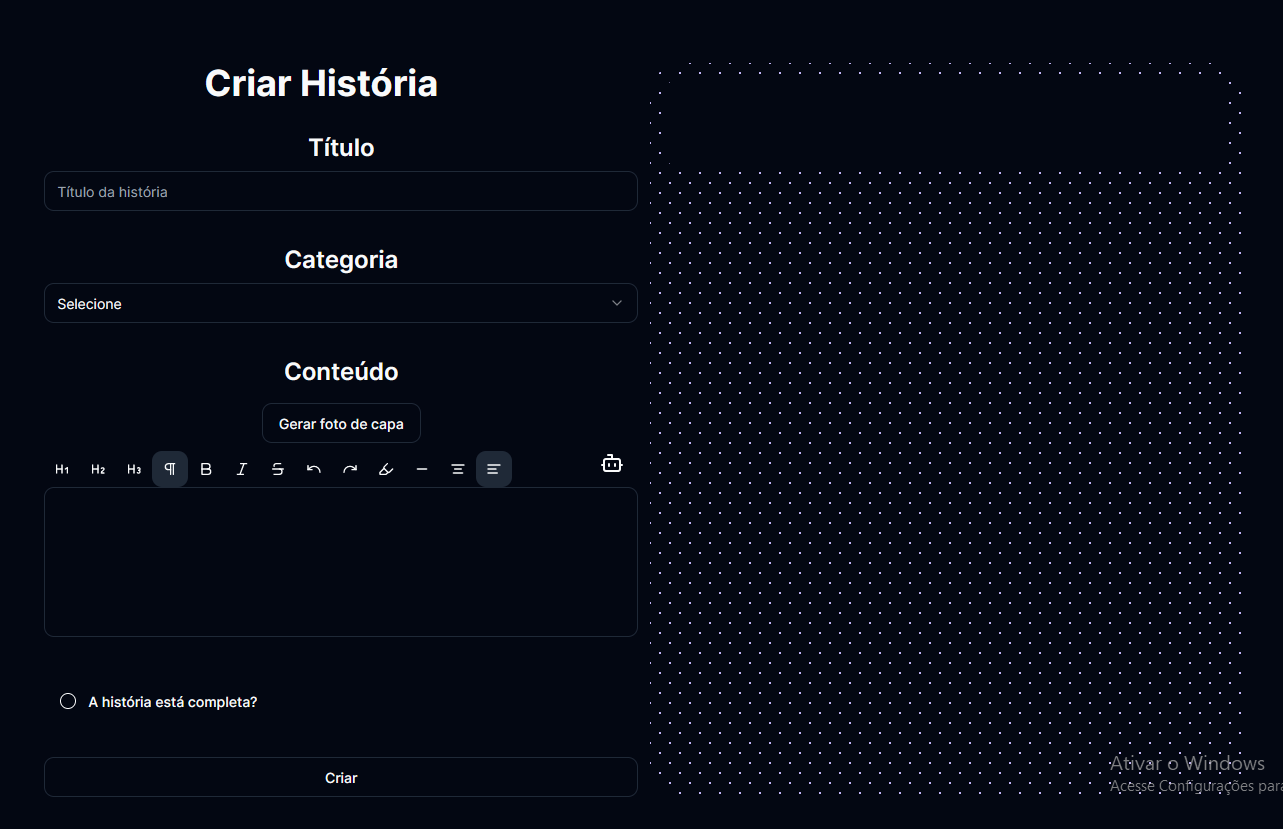 Criar História
Título
Título da história
Categoria
Selecione
Conteúdo
Gerar foto de capa
H1 H2 H3 B I S
A história está completa?
Criar
Ativar o Windows
Acesse Configurações para